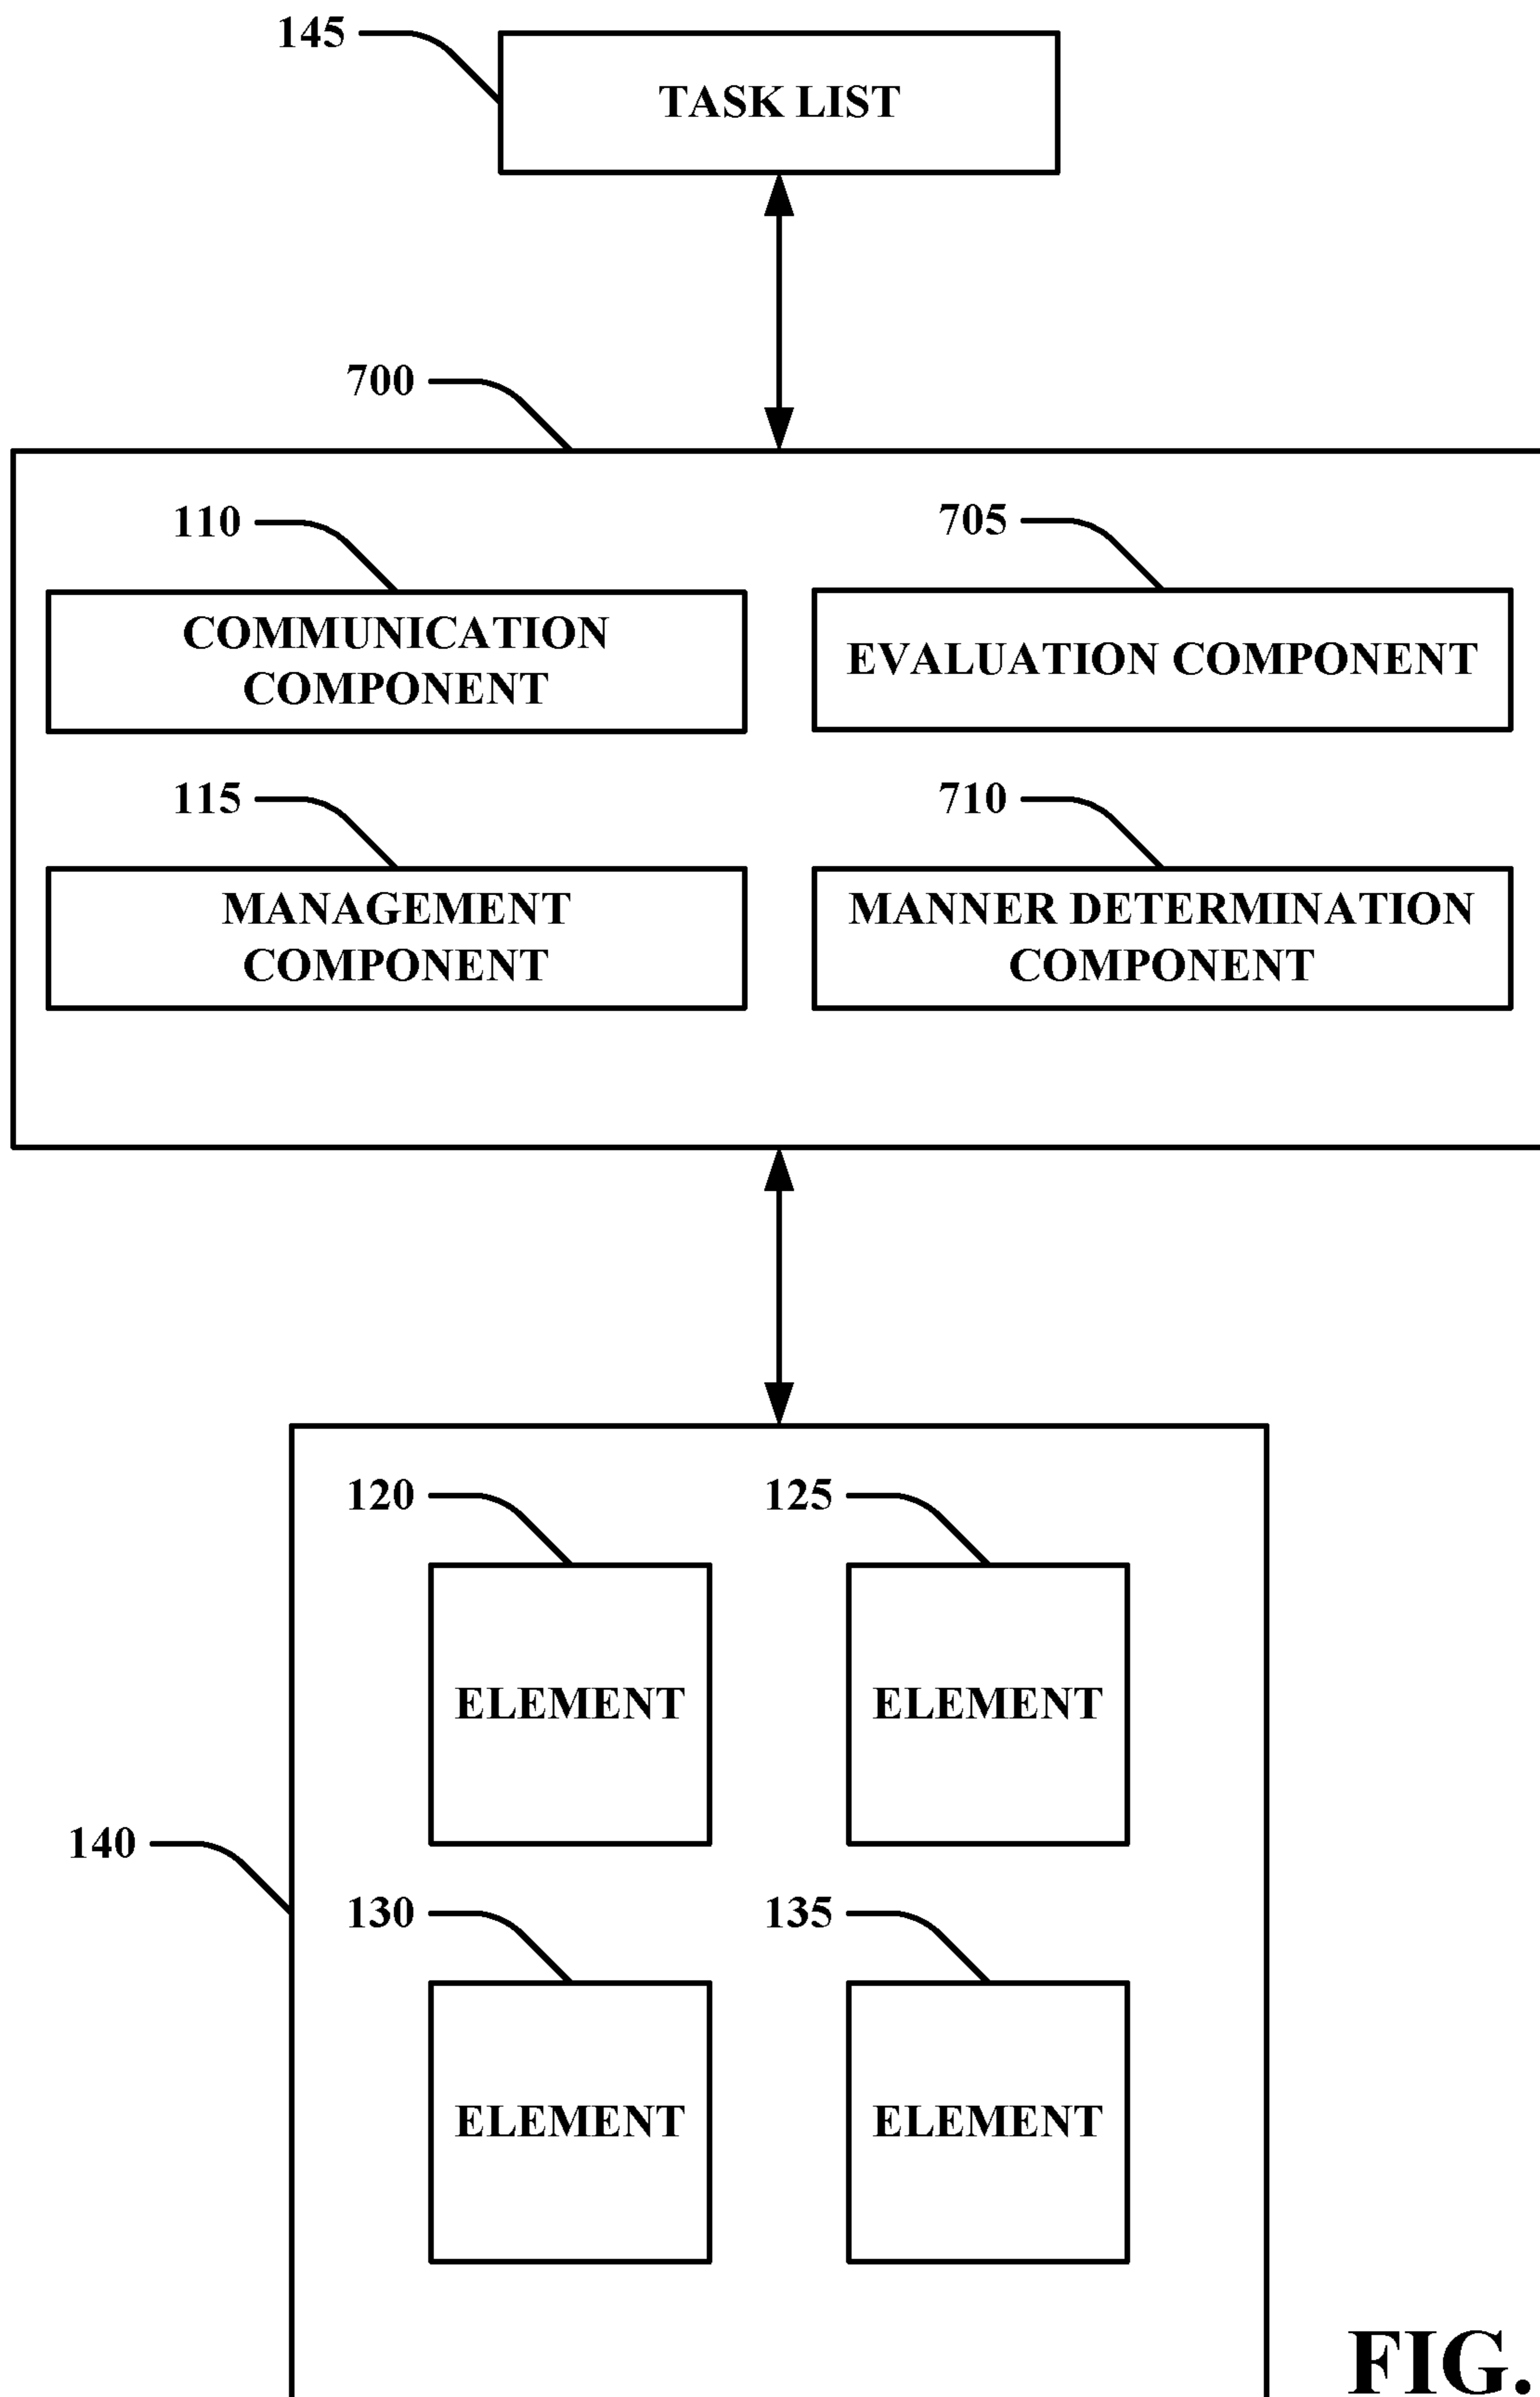 145
TASK LIST
700
110
705
COMMUNICATION
COMPONENT
EVALUATION COMPONENT
115
710
MANAGEMENT
COMPONENT
MANNER DETERMINATION
COMPONENT
120
125
ELEMENT
ELEMENT
140
130
135
ELEMENT
ELEMENT
FIG.